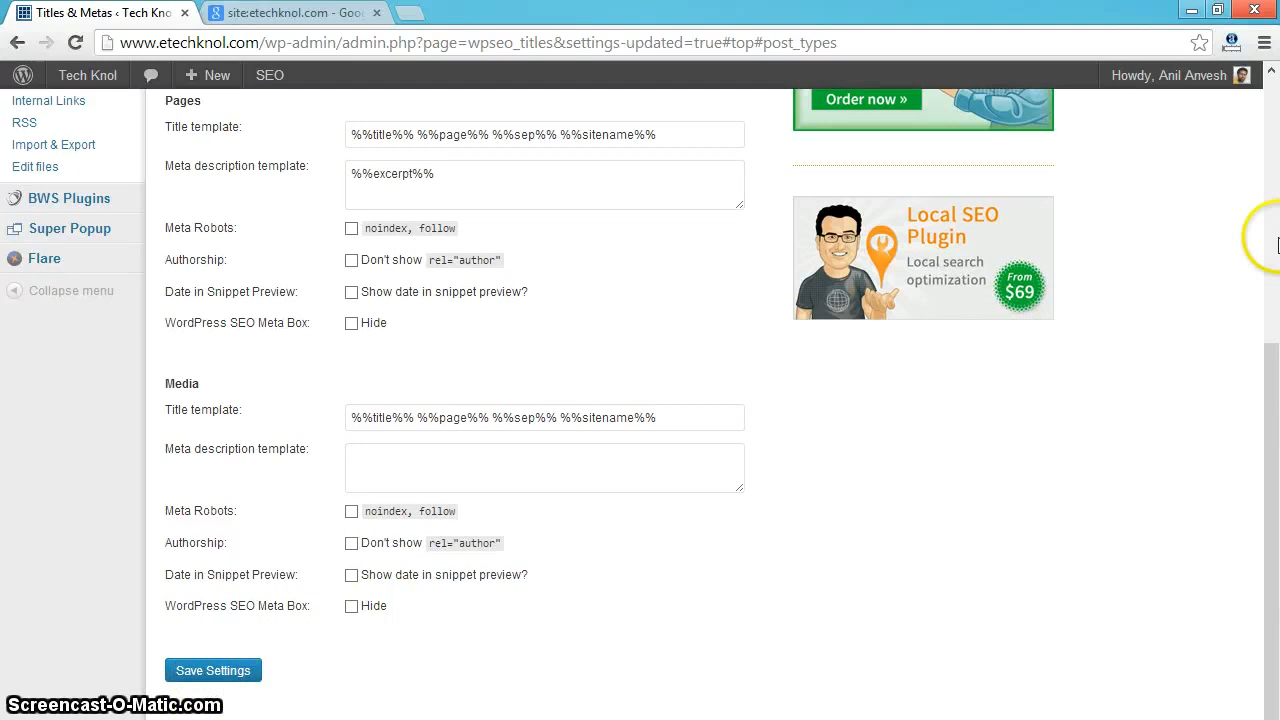 Titles & Metas ‹ Tech Kno
site:etechknol.com - Goo
www.etechknol.com/wp-admin/admin.php?page=wpseo_titles&settings-updated=true#top#post_types
Tech Knol
New
SEO
Howdy, Anil Anvesh
Internal Links
RSS
Import & Export
Edit files
BWS Plugins
Super Popup
Flare
Collapse menu
Pages
Title template:
%%title%% %%page%% %%sep%% %%sitename%%
Meta description template:
%%excerpt%%
Meta Robots:
noindex, follow
Authorship:
Don't show rel="author"
Date in Snippet Preview:
Show date in snippet preview?
WordPress SEO Meta Box:
Hide
Media
Title template:
%%title%% %%page%% %%sep%% %%sitename%%
Meta description template:
Meta Robots:
noindex, follow
Authorship:
Don't show rel="author"
Date in Snippet Preview:
Show date in snippet preview?
WordPress SEO Meta Box:
Hide
Save Settings
Order now »
Local SEO
Plugin
Local search
optimization
From
$69
Screencast-O-Matic.com